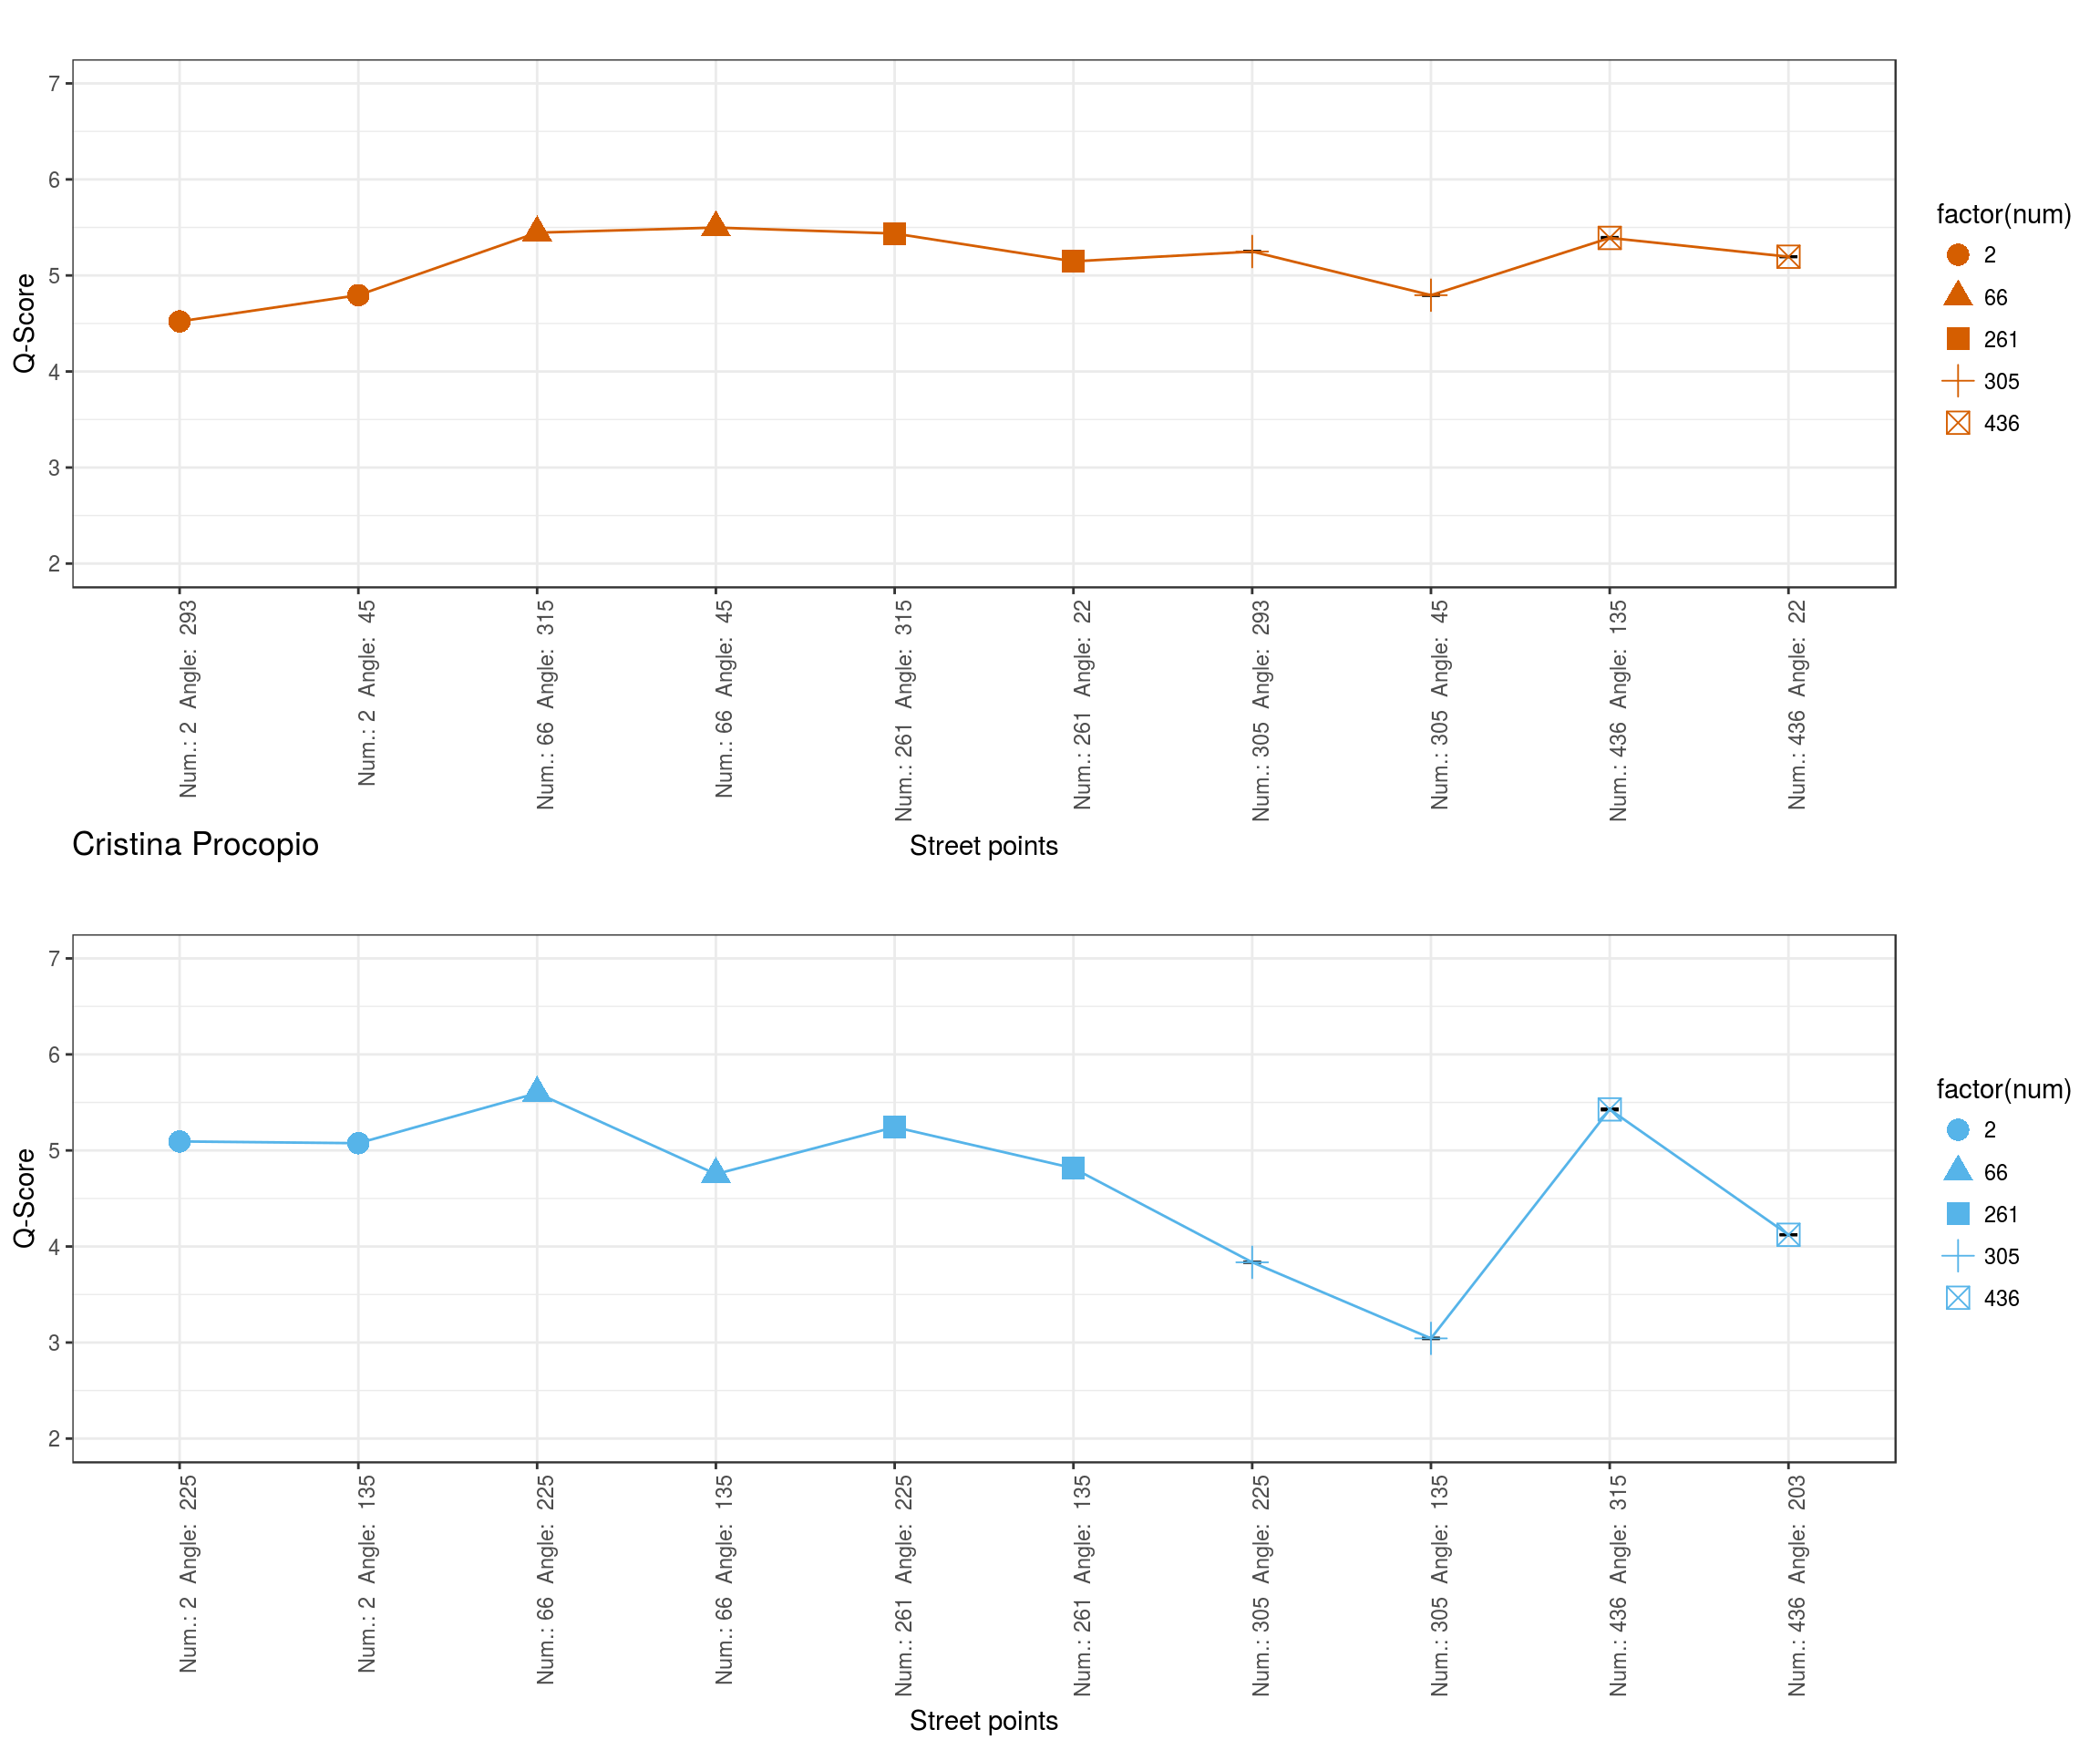 7
6
5
4
3
2
Q-Score
Num.: 2 Angle: 293
Num.: 2 Angle: 45
Num.: 66 Angle: 315
Num.: 66 Angle: 45
Num.: 261 Angle: 315
Num.: 261 Angle: 22
Num.: 305 Angle: 293
Num.: 305 Angle: 45
Num.: 436 Angle: 135
Num.: 436 Angle: 22
Street points
factor(num)
2
66
261
305
436
Cristina Procopio
7
6
5
4
3
2
Q-Score
Num.: 2 Angle: 225
Num.: 2 Angle: 135
Num.: 66 Angle: 225
Num.: 66 Angle: 135
Num.: 261 Angle: 225
Num.: 261 Angle: 135
Num.: 305 Angle: 225
Num.: 305 Angle: 135
Num.: 436 Angle: 315
Num.: 436 Angle: 203
Street points
factor(num)
2
66
261
305
436